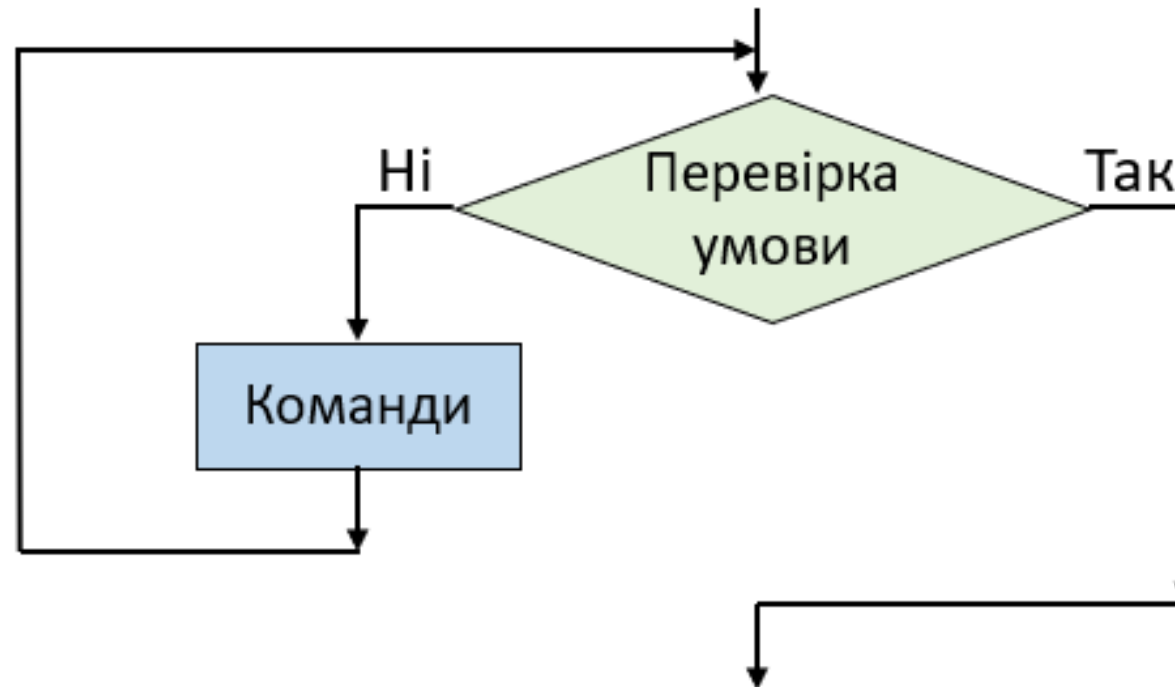 Ні
Перевірка
умови
Так
Команди